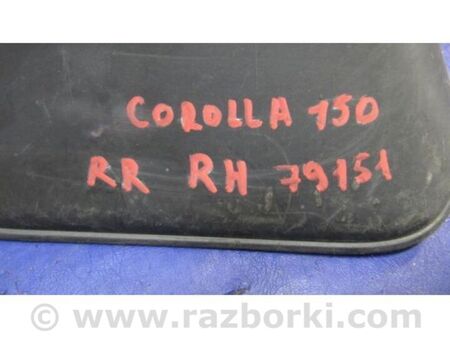 COROLLA 150
RR RH 79151
© www.razborki.com